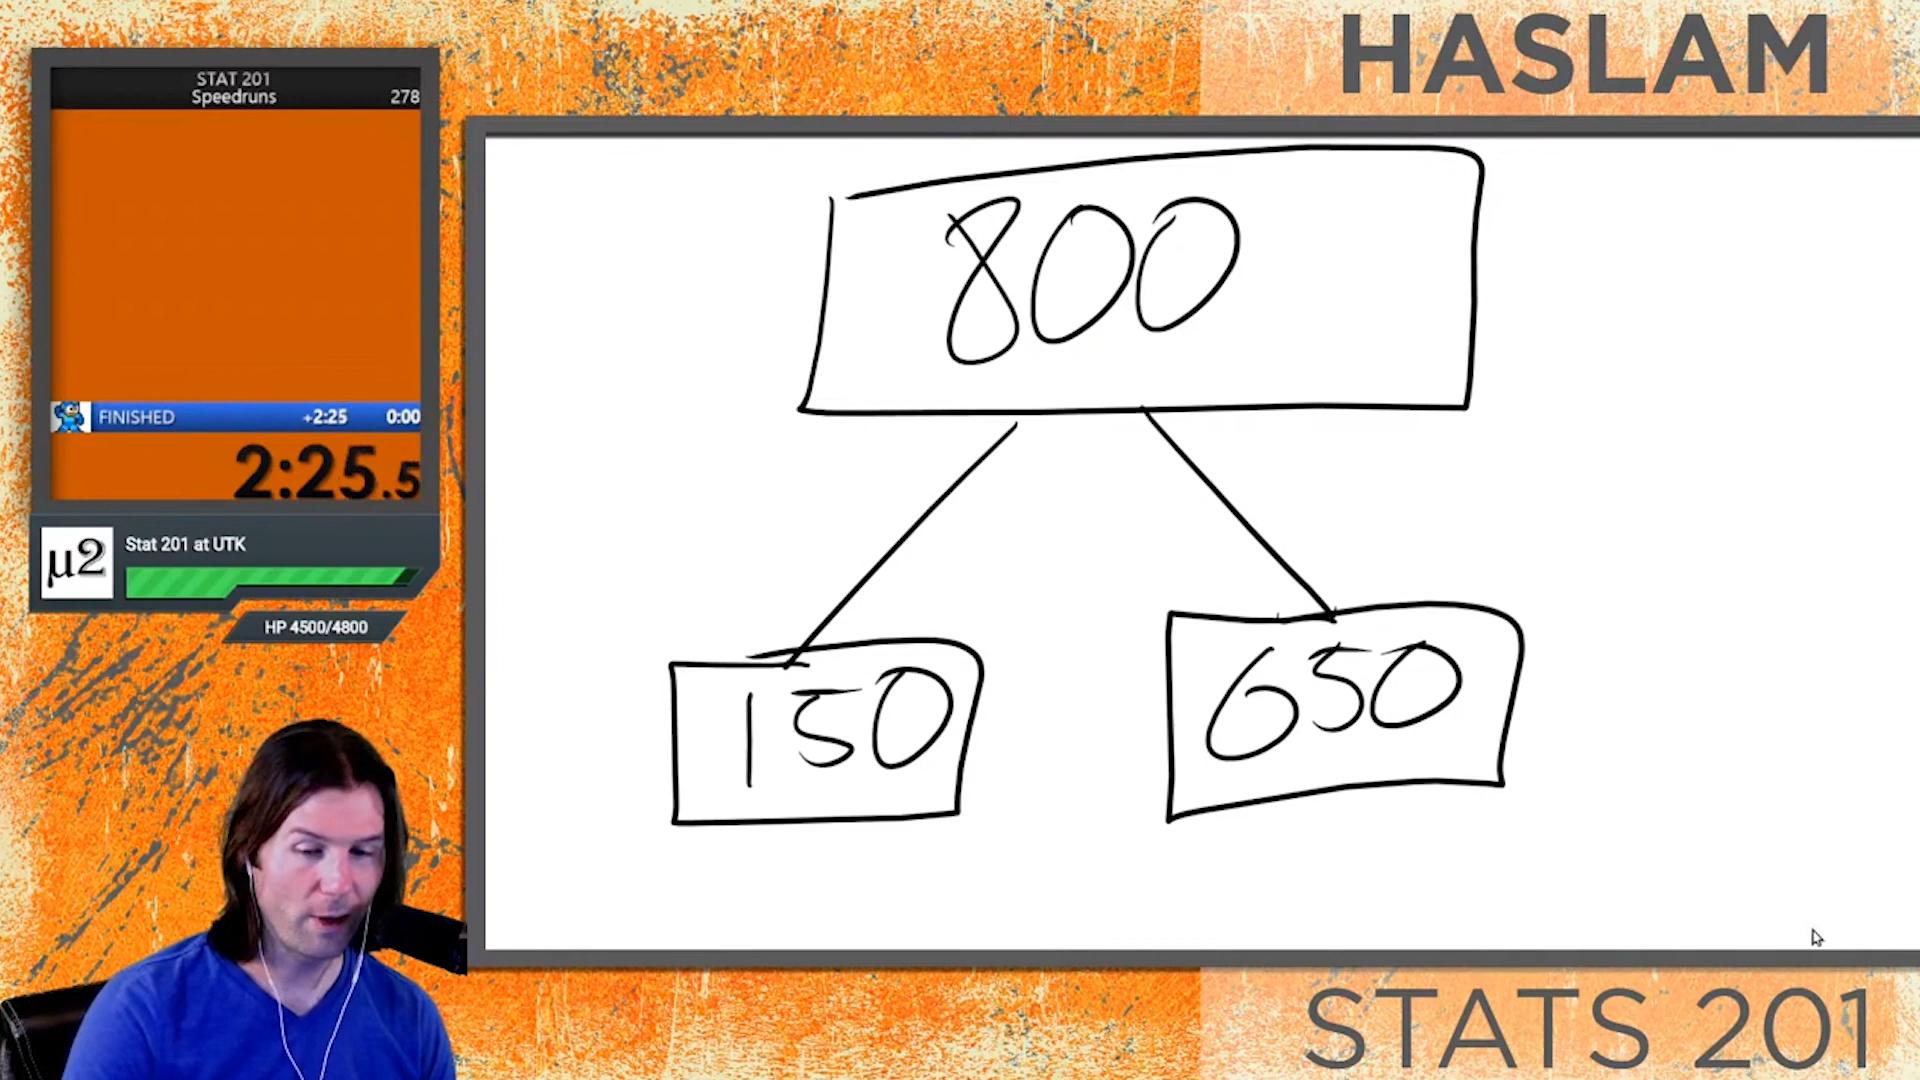 HASLAM
STAT 201
Speedruns 278
FINISHED +2:25 0:00
2:25.5
μ2
Stat 201 at UTK
HP 4500/4800
800
150
650
STATS 201